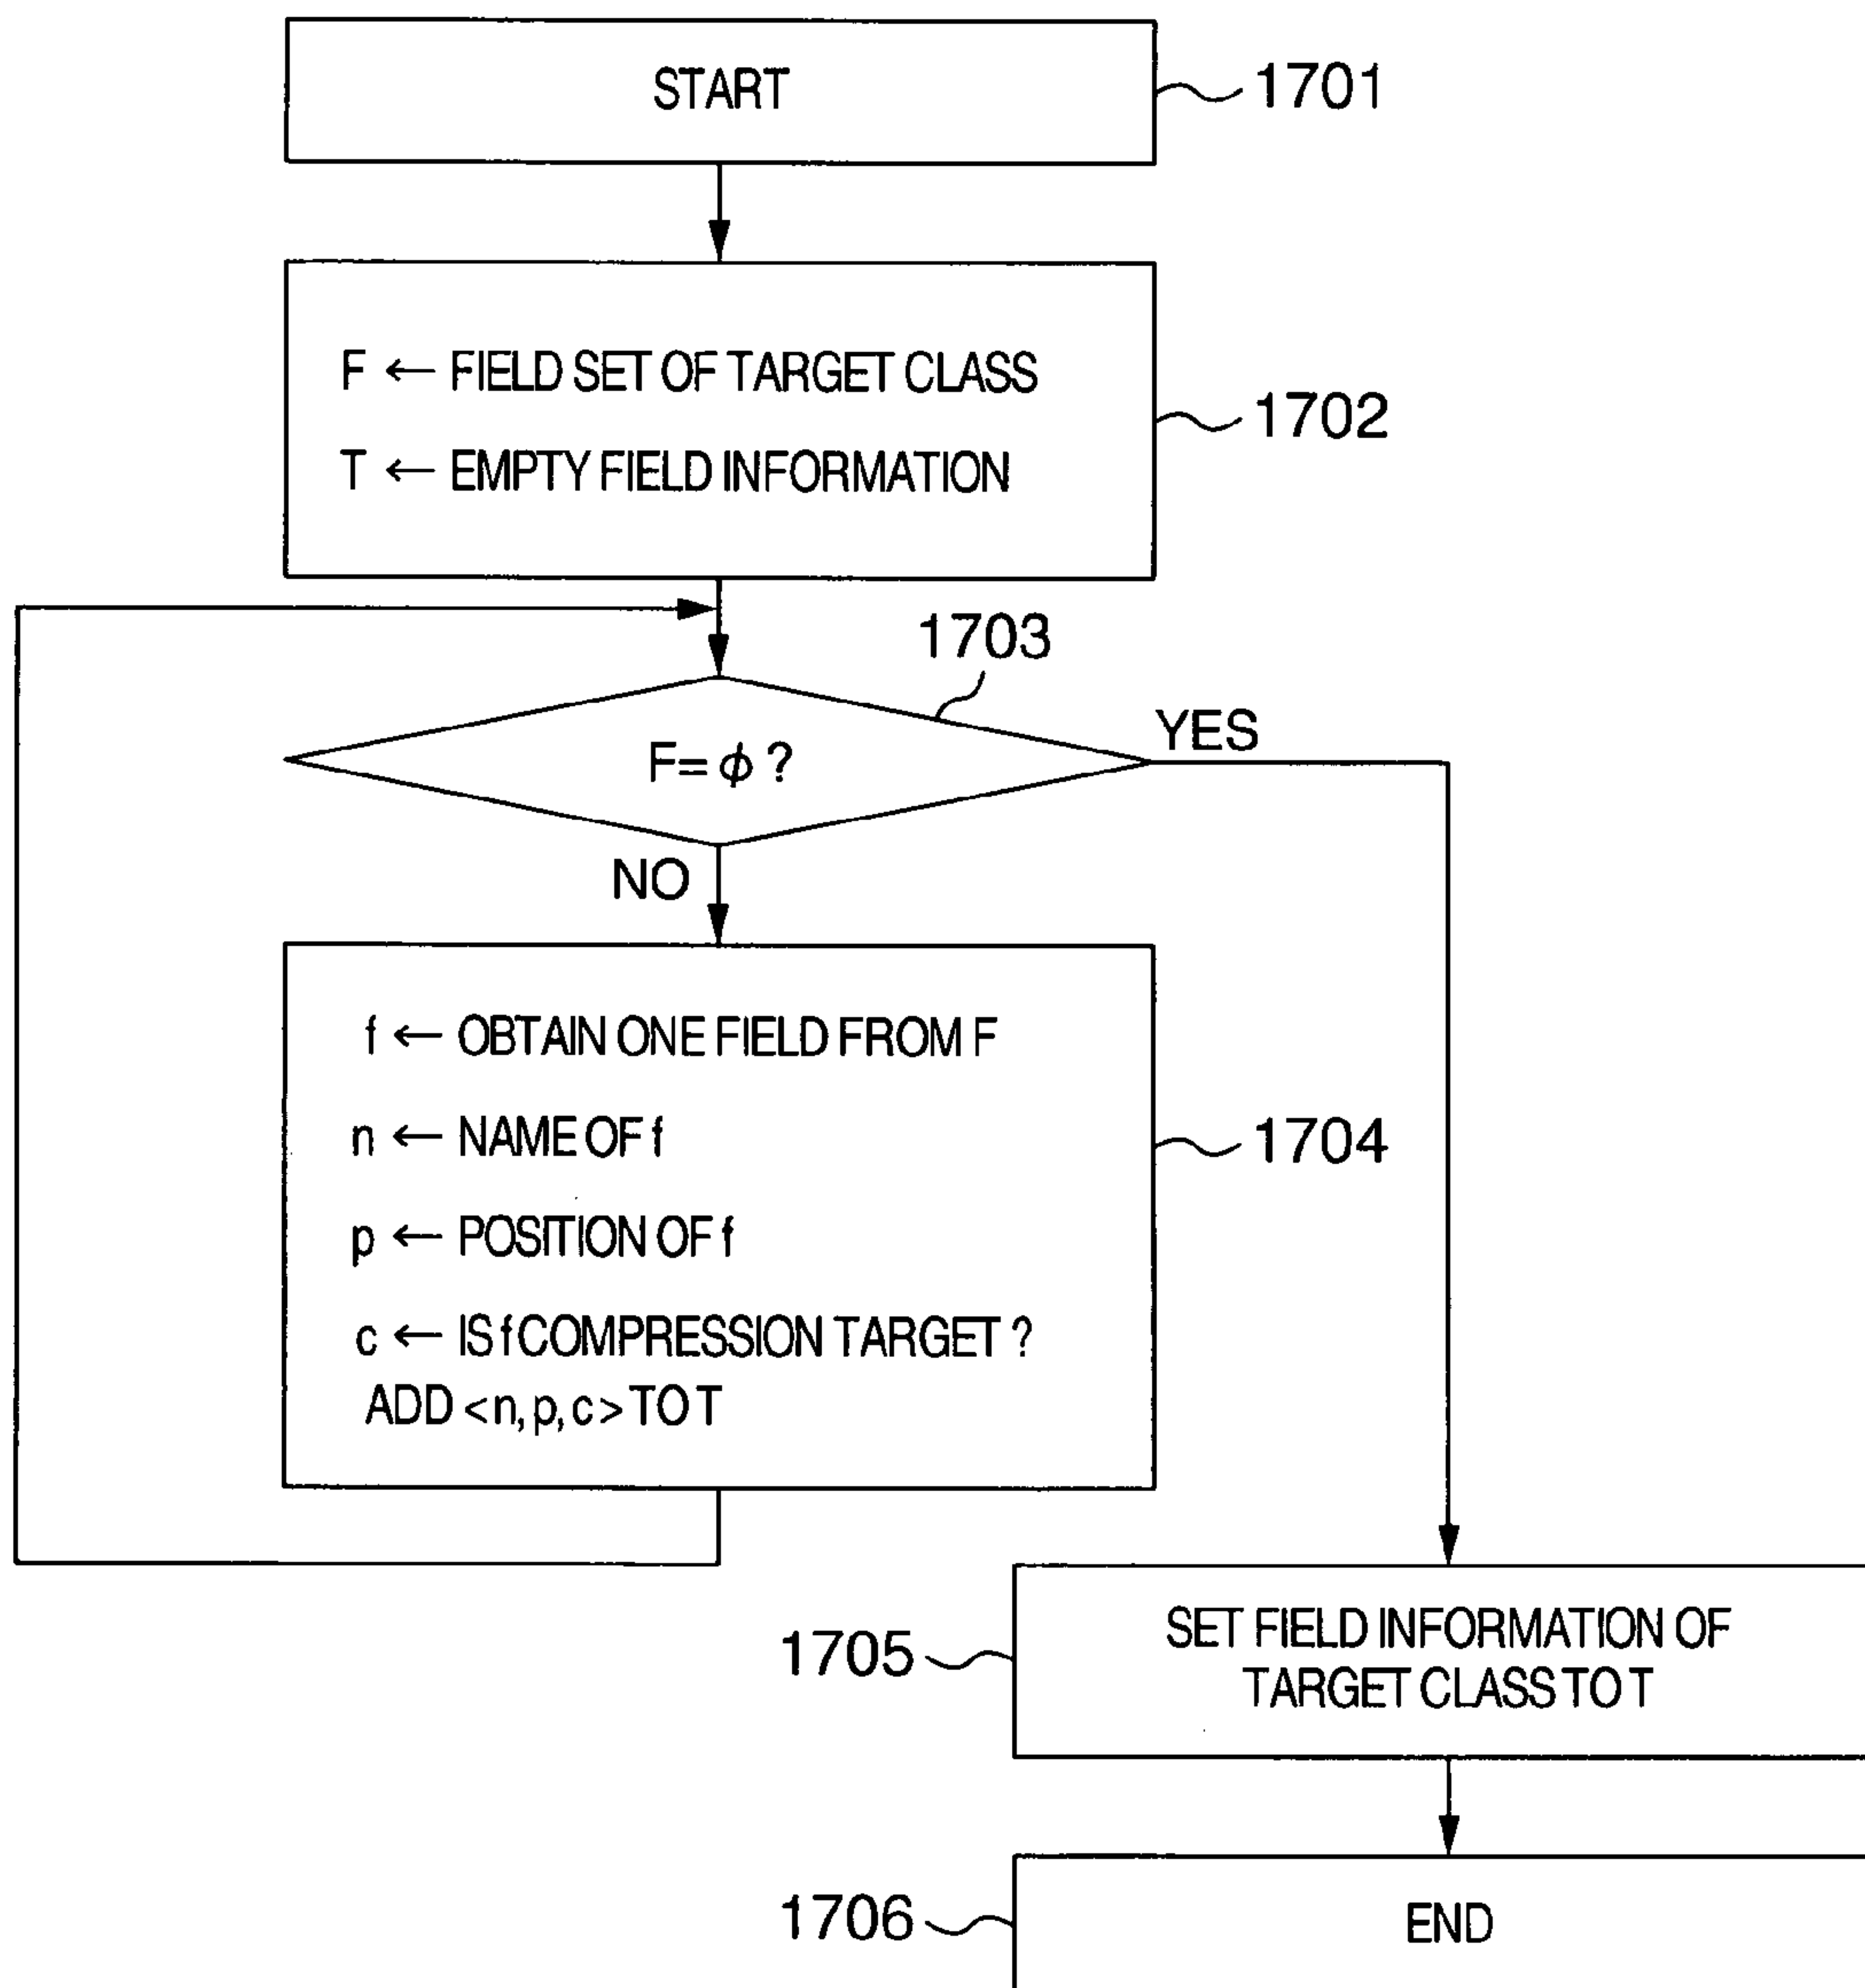 START
1701
F ← FIELD SET OF TARGET CLASS
T ← EMPTY FIELD INFORMATION
1702
1703
F= ϕ ?
YES
NO
f ← OBTAIN ONE FIELD FROM F
n ← NAME OF f
p ← POSITION OF f
c ← IS f COMPRESSION TARGET ?
ADD <n, p, c> TO T
1704
SET FIELD INFORMATION OF
TARGET CLASS TO T
1705
END
1706